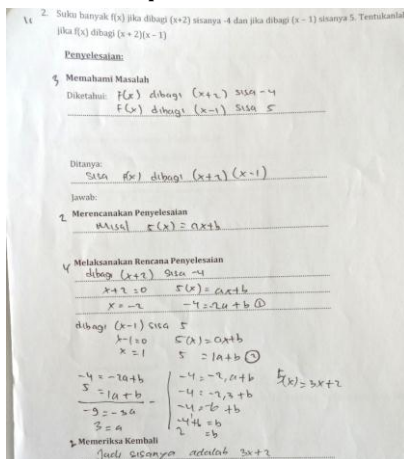 11
2. Suku banyak f(x) jika dibagi (x+2) sisanya -4 dan jika dibagi (x – 1) sisanya 5. Tentukanlah
jika f(x) dibagi (x + 2)(x – 1)
Penyelesaian:
3 Memahami Masalah
Diketahui: F(x) dibagi (x+2) sisa -4
F(x) dibagi (x-1) sisa 5
Ditanya:
Sisa F(x) dibagi (x+2) (x-1)
Jawab:
2 Merencanakan Penyelesaian
Misal S(x) = ax+b
4 Melaksanakan Rencana Penyelesaian
dibagi (x+2) sisa -4
x+2=0 S(x) = ax+b
x = -2 -4 = -2a + b ①
dibagi (x-1) sisa 5
x-1=0 S(x) = ax+b
x = 1 5 = 1a+b ②
-4 = -2a+b
5 = 1a+b
-9 = -3a
3 = a
-4 = -2.a+b
-4 = -2.3+b
-4 = -6 +b
-4+6 = b
2 = b
S(x) = 3x+2
2 Memeriksa Kembali
Jadi sisanya adalah 3x+2